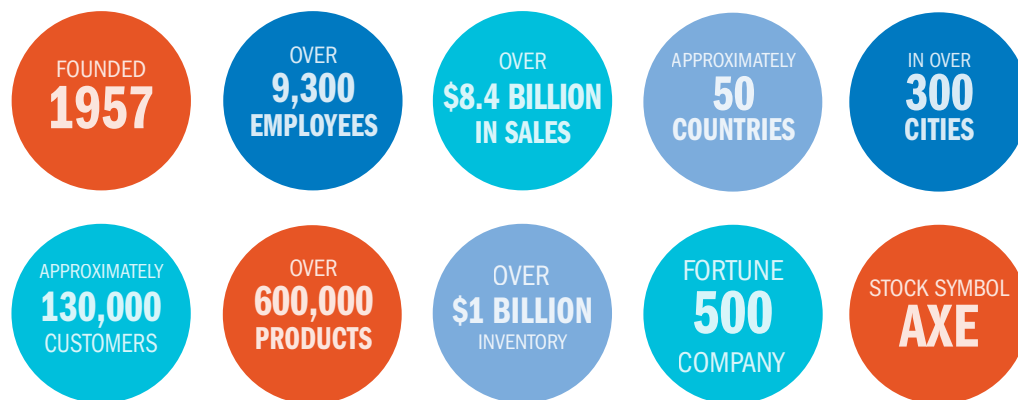 FOUNDED
1957
OVER
9,300
EMPLOYEES
OVER
$8.4 BILLION
IN SALES
APPROXIMATELY
50
COUNTRIES
IN OVER
300
CITIES
APPROXIMATELY
130,000
CUSTOMERS
OVER
600,000
PRODUCTS
OVER
$1 BILLION
INVENTORY
FORTUNE
500
COMPANY
STOCK SYMBOL
AXE